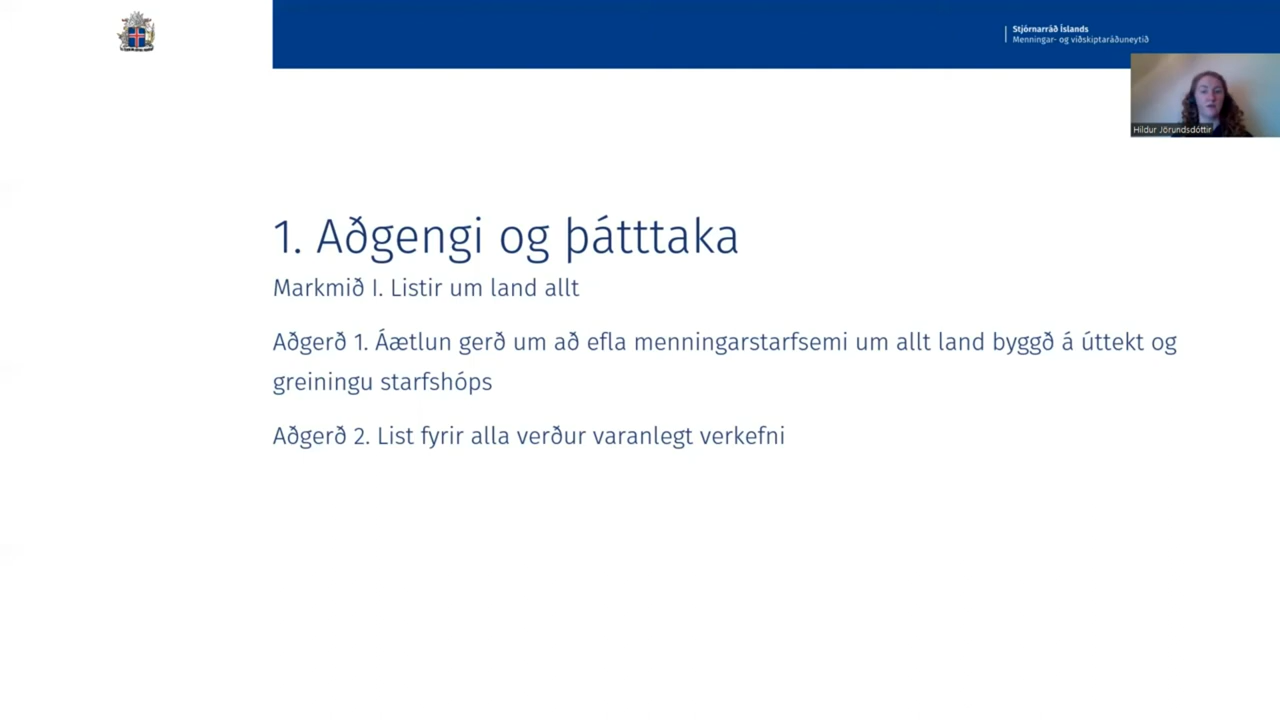 Stjórnarráð Íslands
Menningar- og viðskiptaráðuneytið
Hildur Jörundsdóttir
1. Aðgengi og þátttaka
Markmið I. Listir um land allt
Aðgerð 1. Áætlun gerð um að efla menningarstarfsemi um allt land byggð á úttekt og
greiningu starfshóps
Aðgerð 2. List fyrir alla verður varanlegt verkefni